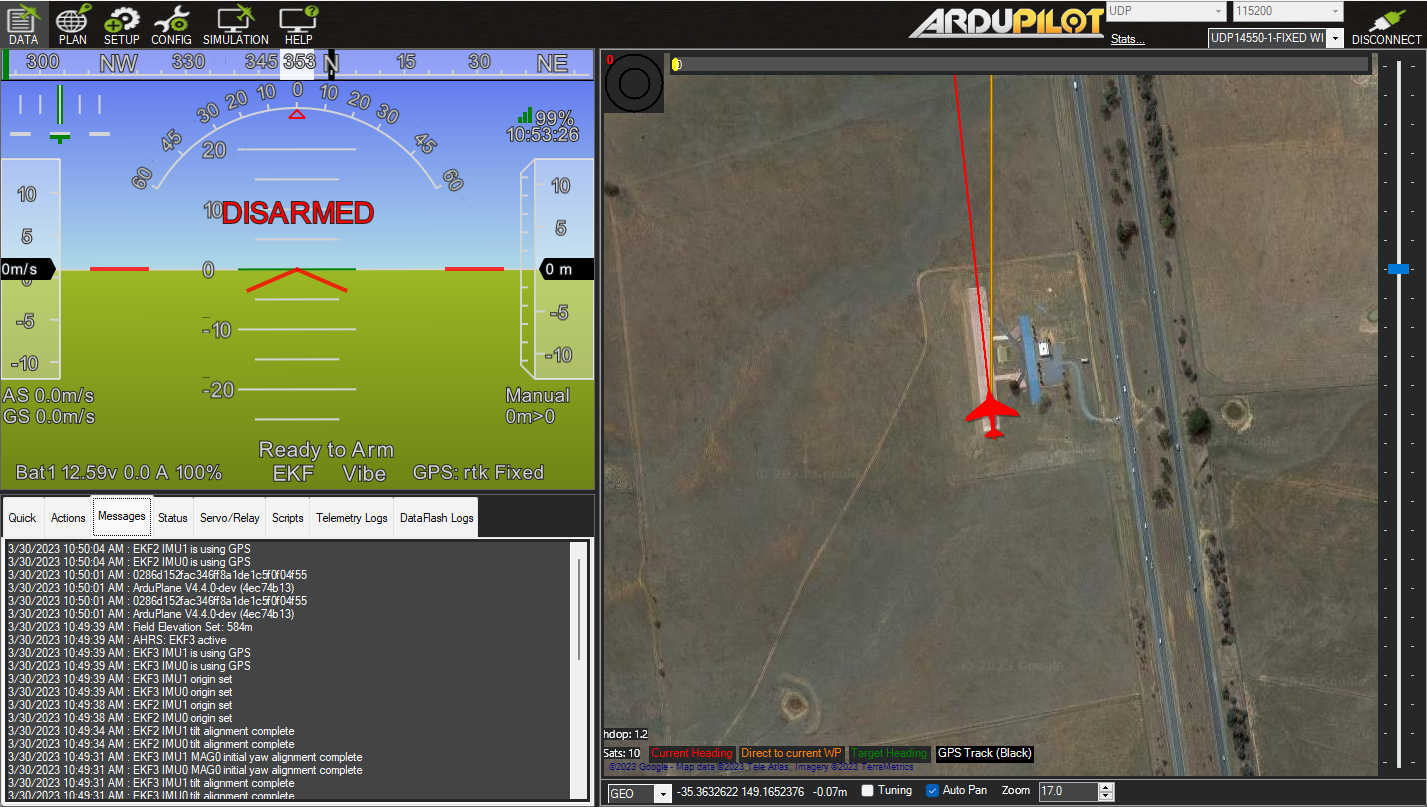 DATA PLAN SETUP CONFIG SIMULATION HELP
ARDUPILOT
UDP 115200
Stats... UDP14550-1-FIXED WI DISCONNECT
300 NW 330 345 353 N 15 30 NE
60 45 30 20 10 0 10 20 30 45 60
99%
10:53:26
20
10 DISARMED
0
-10
-20
10
5
0m/s
0
-5
-10
10
5
0 m
-5
-10
AS 0.0m/s
GS 0.0m/s
Manual
0m>0
Ready to Arm
Bat1 12.59v 0.0 A 100% EKF Vibe GPS: rtk Fixed
Quick Actions Messages Status Servo/Relay Scripts Telemetry Logs DataFlash Logs
3/30/2023 10:50:04 AM : EKF2 IMU1 is using GPS
3/30/2023 10:50:04 AM : EKF2 IMU0 is using GPS
3/30/2023 10:50:01 AM : 0286d152fac346ff8a1de1c5f0f04f55
3/30/2023 10:50:01 AM : ArduPlane V4.4.0-dev (4ec74b13)
3/30/2023 10:50:01 AM : 0286d152fac346ff8a1de1c5f0f04f55
3/30/2023 10:50:01 AM : ArduPlane V4.4.0-dev (4ec74b13)
3/30/2023 10:49:39 AM : Field Elevation Set: 584m
3/30/2023 10:49:39 AM : AHRS: EKF3 active
3/30/2023 10:49:39 AM : EKF3 IMU1 is using GPS
3/30/2023 10:49:39 AM : EKF3 IMU0 is using GPS
3/30/2023 10:49:39 AM : EKF3 IMU1 origin set
3/30/2023 10:49:39 AM : EKF3 IMU0 origin set
3/30/2023 10:49:38 AM : EKF2 IMU1 origin set
3/30/2023 10:49:38 AM : EKF2 IMU0 origin set
3/30/2023 10:49:34 AM : EKF2 IMU1 tilt alignment complete
3/30/2023 10:49:34 AM : EKF2 IMU0 tilt alignment complete
3/30/2023 10:49:31 AM : EKF3 IMU1 MAG0 initial yaw alignment complete
3/30/2023 10:49:31 AM : EKF3 IMU0 MAG0 initial yaw alignment complete
3/30/2023 10:49:31 AM : EKF3 IMU1 tilt alignment complete
3/30/2023 10:49:31 AM : EKF3 IMU0 tilt alignment complete
0
0
© 2023 Google
hdop: 1.2
Sats: 10 Current Heading Direct to current WP Target Heading GPS Track (Black)
©2023 Google - Map data ©2023 Tele Atlas, Imagery ©2023 TerraMetrics
GEO -35.3632622 149.1652376 -0.07m Tuning Auto Pan Zoom 17.0